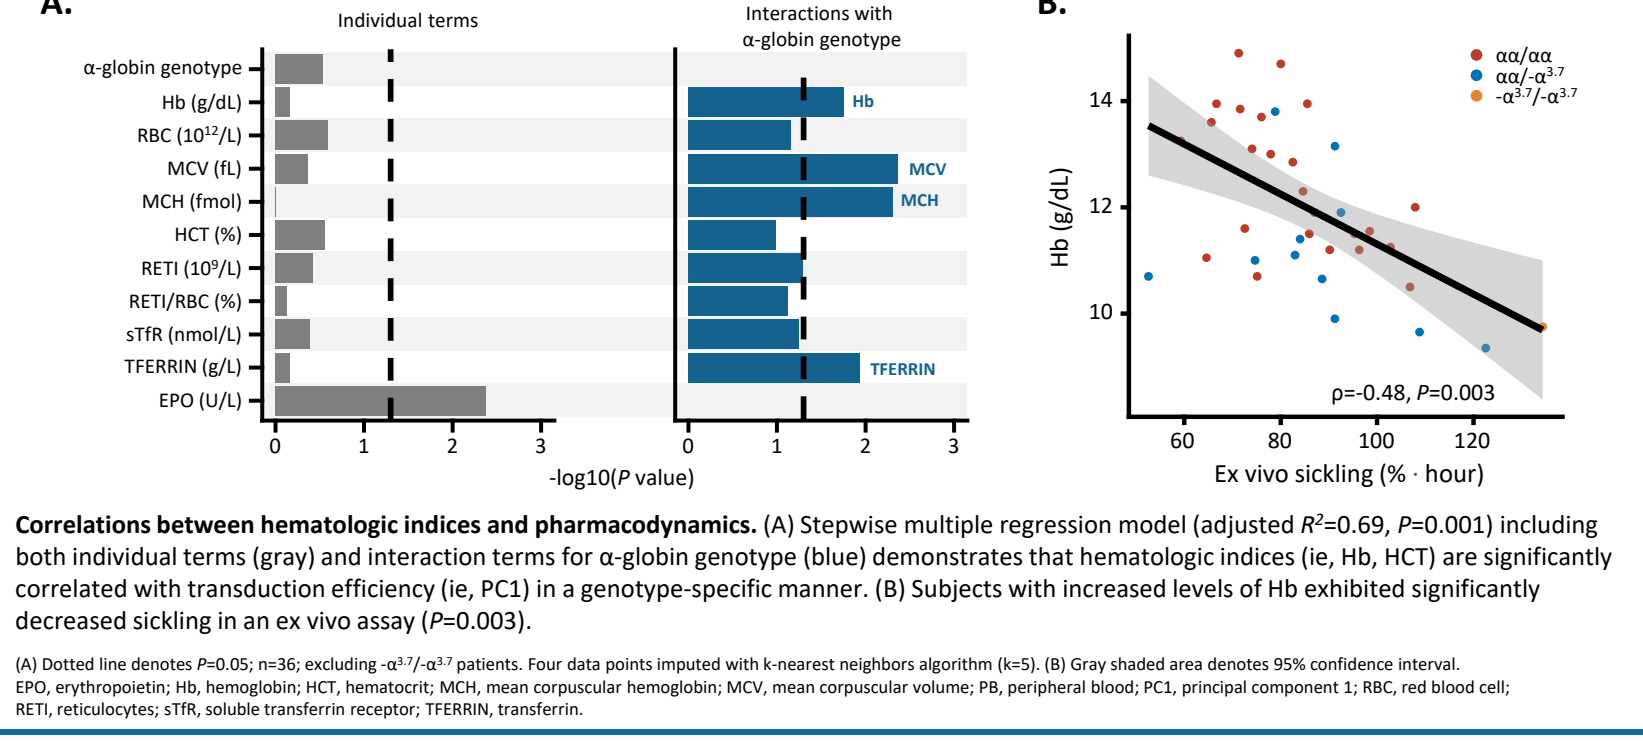 A.
Individual terms
Interactions with
α-globin genotype
α-globin genotype
Hb (g/dL)
RBC (10¹²/L)
MCV (fL)
MCH (fmol)
HCT (%)
RETI (10⁹/L)
RETI/RBC (%)
sTfR (nmol/L)
TFERRIN (g/L)
EPO (U/L)
Hb
MCV
MCH
TFERRIN
0 1 2 3
0 1 2 3
-log10(P value)
B.
αα/αα
αα/-α³·⁷
-α³·⁷/-α³·⁷
14
12
10
Hb (g/dL)
ρ=-0.48, P=0.003
60 80 100 120
Ex vivo sickling (% · hour)
Correlations between hematologic indices and pharmacodynamics. (A) Stepwise multiple regression model (adjusted R²=0.69, P=0.001) including
both individual terms (gray) and interaction terms for α-globin genotype (blue) demonstrates that hematologic indices (ie, Hb, HCT) are significantly
correlated with transduction efficiency (ie, PC1) in a genotype-specific manner. (B) Subjects with increased levels of Hb exhibited significantly
decreased sickling in an ex vivo assay (P=0.003).
(A) Dotted line denotes P=0.05; n=36; excluding -α³·⁷/-α³·⁷ patients. Four data points imputed with k-nearest neighbors algorithm (k=5). (B) Gray shaded area denotes 95% confidence interval.
EPO, erythropoietin; Hb, hemoglobin; HCT, hematocrit; MCH, mean corpuscular hemoglobin; MCV, mean corpuscular volume; PB, peripheral blood; PC1, principal component 1; RBC, red blood cell;
RETI, reticulocytes; sTfR, soluble transferrin receptor; TFERRIN, transferrin.